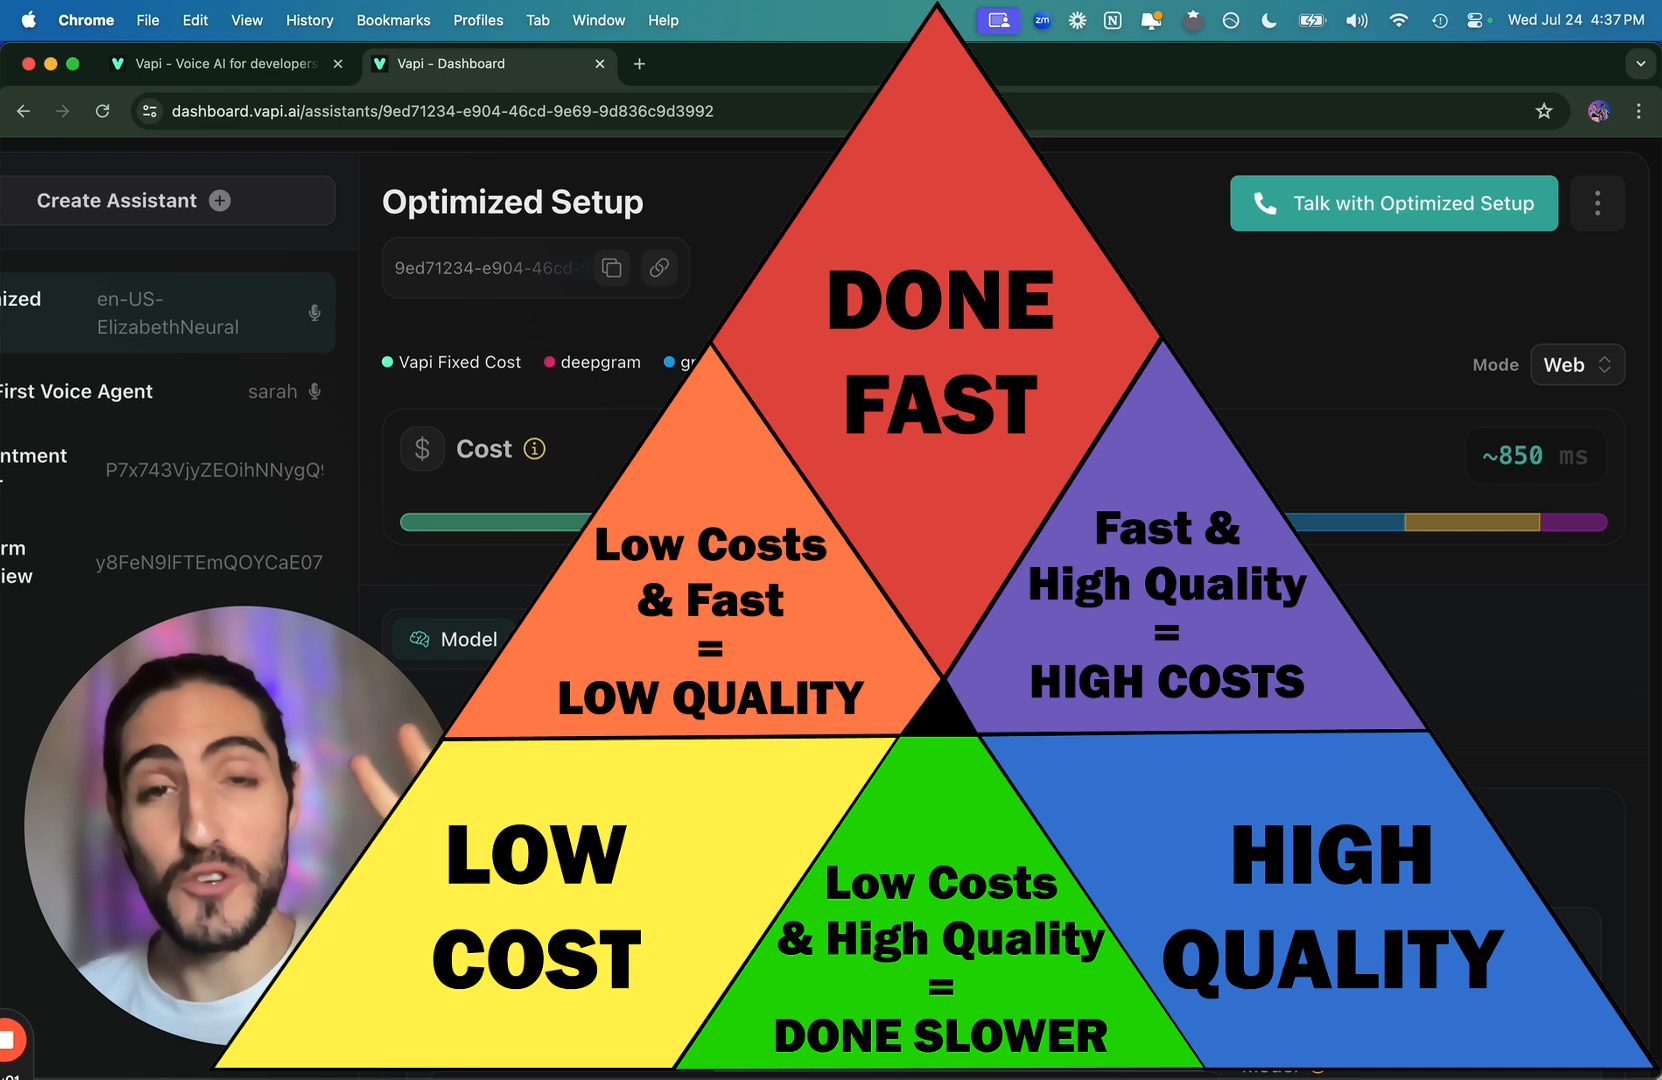 Chrome File Edit View History Bookmarks Profiles Tab Window Help
zm
Wed Jul 24 4:37 PM
Vapi - Voice AI for developers
Vapi - Dashboard
dashboard.vapi.ai/assistants/9ed71234-e904-46cd-9e69-9d836c9d3992
Create Assistant
Optimized Setup
Talk with Optimized Setup
9ed71234-e904-46cd-
ized
en-US-
ElizabethNeural
Vapi Fixed Cost
deepgram
gr
Mode
Web
First Voice Agent
sarah
$ Cost
~850 ms
ntment
P7x743VjyZEOihNNygQ
rm
iew
y8FeN9lFTEmQOYCaE07
Model
DONE
FAST
Low Costs
& Fast
=
LOW QUALITY
Fast &
High Quality
=
HIGH COSTS
LOW
COST
Low Costs
& High Quality
=
DONE SLOWER
HIGH
QUALITY